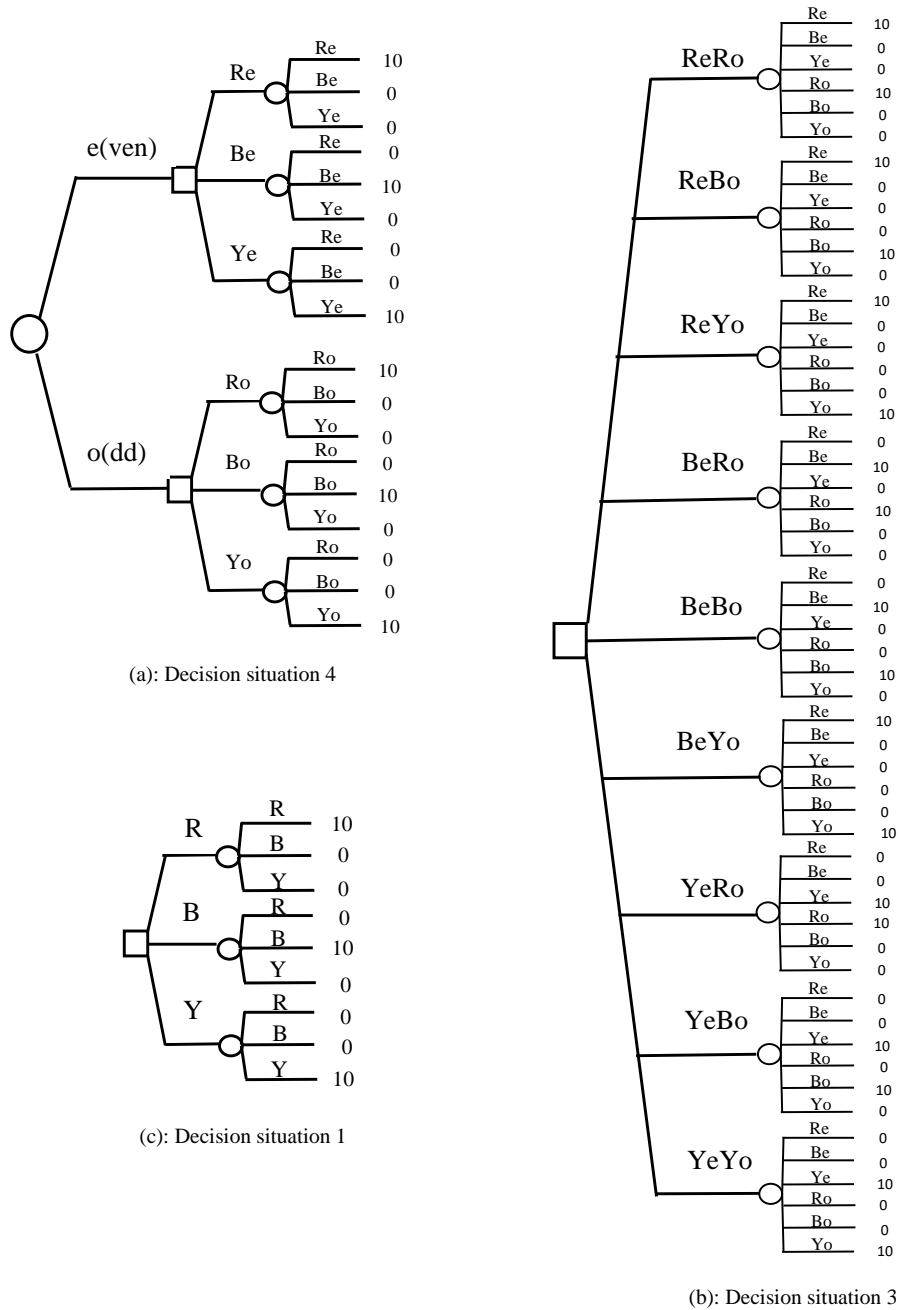 Re 10
Be 0
Re
Ye 0
e(ven)
Re 0
Be
Be 10
Ye 0
Re 0
Ye
Be 0
Ye 10
Ro 10
Ro
Bo 0
Yo 0
o(dd)
Ro 0
Bo
Bo 10
Yo 0
Ro 0
Yo
Bo 0
Yo 10
(a): Decision situation 4
R 10
R
B 0
Y 0
R 0
B
B 10
Y 0
R 0
Y
B 0
Y 10
(c): Decision situation 1
Re 10
Be 0
ReRo
Ye 0
Ro 10
Bo 0
Yo 0
Re 10
Be 0
ReBo
Ye 0
Ro 0
Bo 10
Yo 0
Re 10
Be 0
ReYo
Ye 0
Ro 0
Bo 0
Yo 10
Re 0
Be 10
BeRo
Ye 0
Ro 10
Bo 0
Yo 0
Re 0
Be 10
BeBo
Ye 0
Ro 0
Bo 10
Yo 0
Re 10
Be 0
BeYo
Ye 0
Ro 0
Bo 0
Yo 10
Re 0
Be 0
YeRo
Ye 10
Ro 10
Bo 0
Yo 0
Re 0
Be 0
YeBo
Ye 10
Ro 0
Bo 10
Yo 0
Re 0
Be 0
YeYo
Ye 10
Ro 0
Bo 0
Yo 10
(b): Decision situation 3